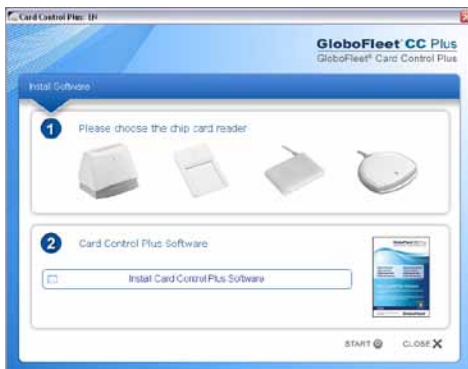 Card Control Plus: EN
GloboFleet CC Plus
GloboFleet® Card Control Plus
Install Software
1 Please choose the chip card reader
2 Card Control Plus Software
Install Card Control Plus Software
START
CLOSE